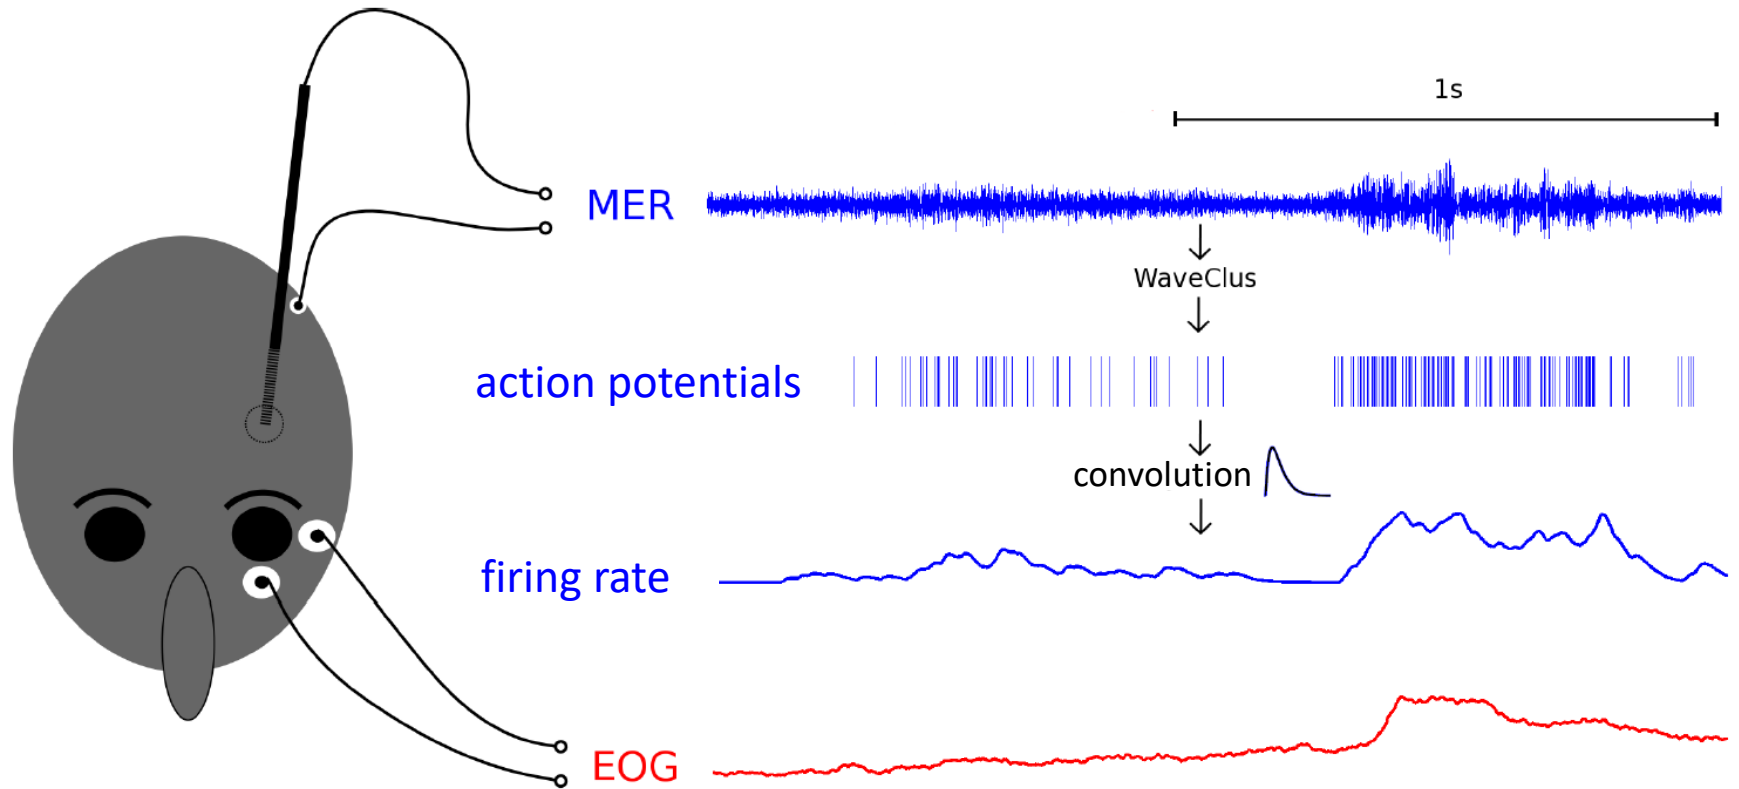 1s
MER
WaveClus
action potentials
convolution
firing rate
EOG